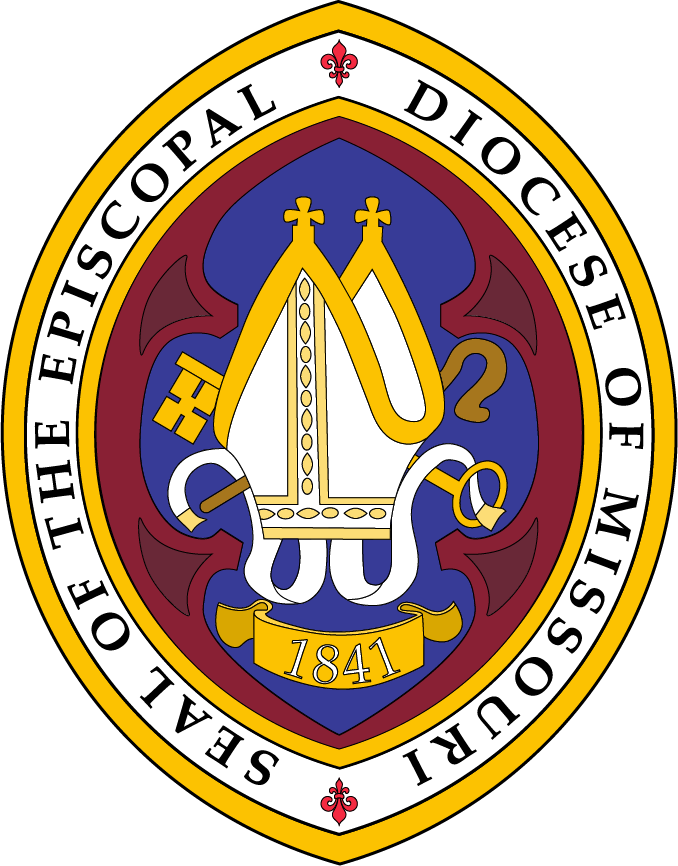 SEAL OF THE EPISCOPAL DIOCESE OF MISSOURI
1841